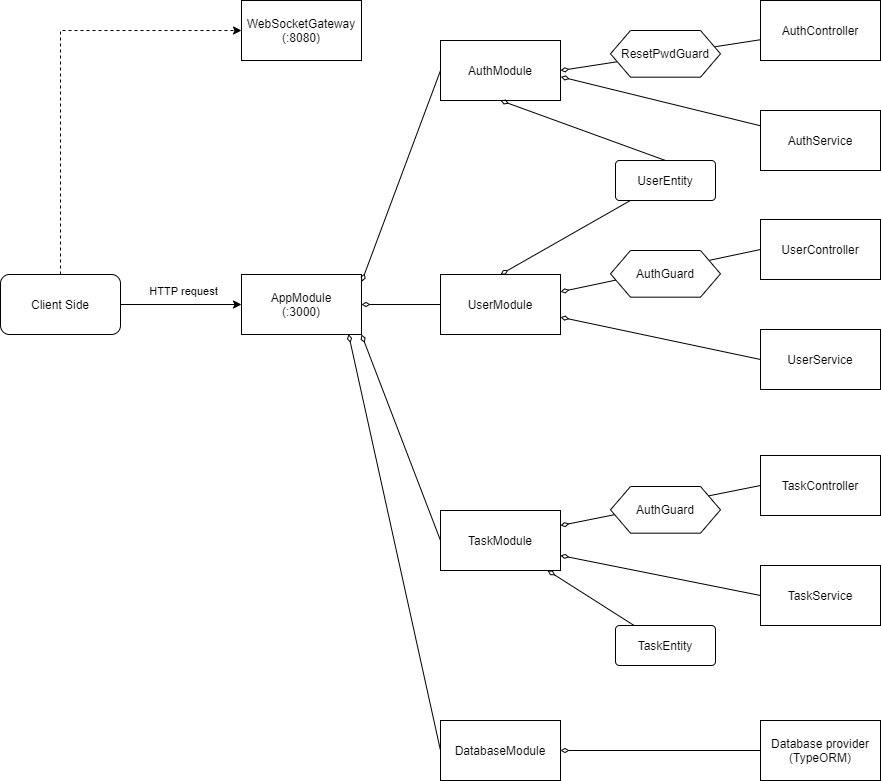 WebSocketGateway
(:8080)
AuthModule
ResetPwdGuard
AuthController
AuthService
UserEntity
Client Side
HTTP request
AppModule
(:3000)
UserModule
AuthGuard
UserController
UserService
TaskModule
AuthGuard
TaskController
TaskService
TaskEntity
DatabaseModule
Database provider
(TypeORM)